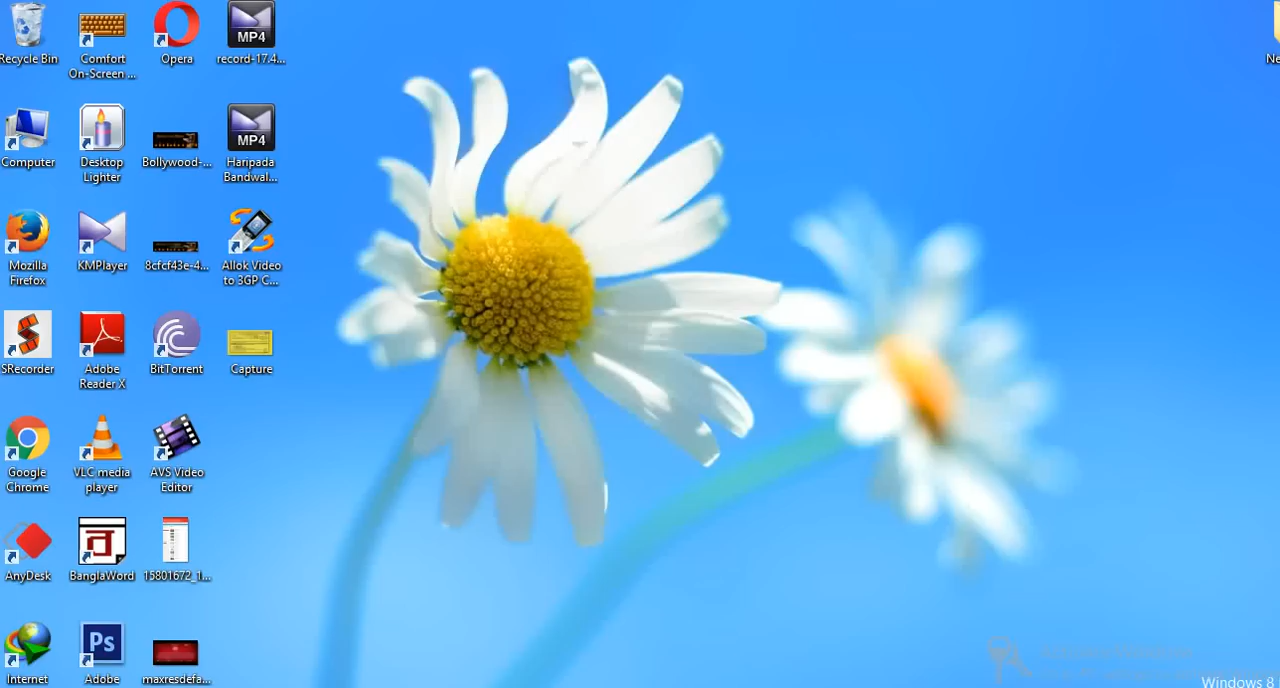 Recycle Bin
Computer
Mozilla
Firefox
SRecorder
Google
Chrome
AnyDesk
Internet
Comfort
On-Screen ...
Desktop
Lighter
KMPlayer
Adobe
Reader X
VLC media
player
BanglaWord
Ps
Adobe
Opera
Bollywood-...
8cfcf43e-4...
BitTorrent
AVS Video
Editor
15801672_1...
maxresdefa...
MP4
record-17.4...
MP4
Haripada
Bandwal...
Allok Video
to 3GP C...
Capture
Ne
Windows 8